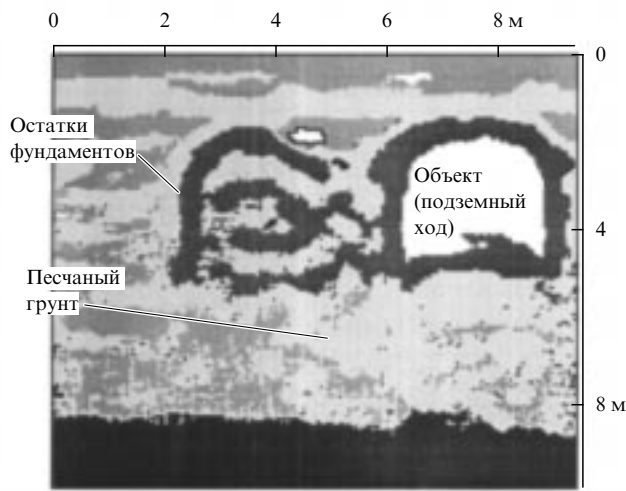 0 2 4 6 8 м
0
Остатки
фундаментов
Объект
(подземный
ход)
4
Песчаный
грунт
8 м